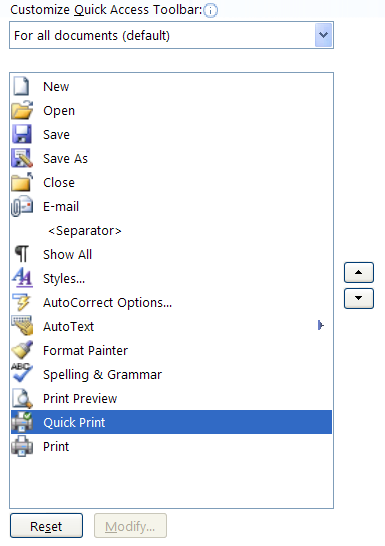 Customize Quick Access Toolbar:
For all documents (default)
New
Open
Save
Save As
Close
E-mail
<Separator>
Show All
Styles...
AutoCorrect Options...
AutoText
Format Painter
ABC
Spelling & Grammar
Print Preview
Quick Print
Print
Reset
Modify...